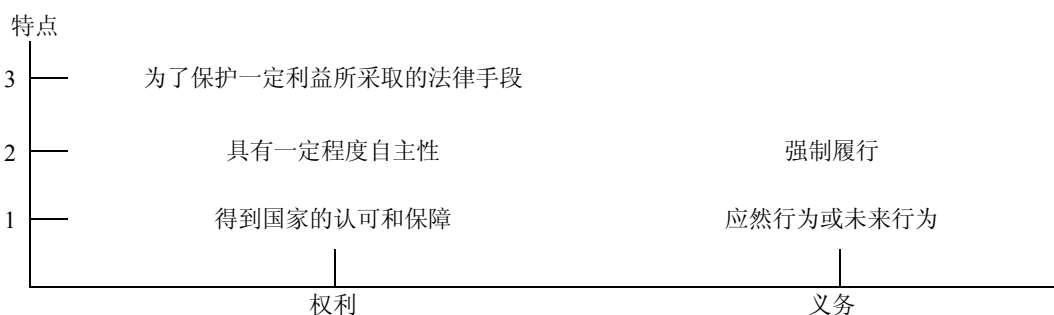 特点
3 为了保护一定利益所采取的法律手段
2 具有一定程度自主性 强制履行
1 得到国家的认可和保障 应然行为或未来行为
权利 义务